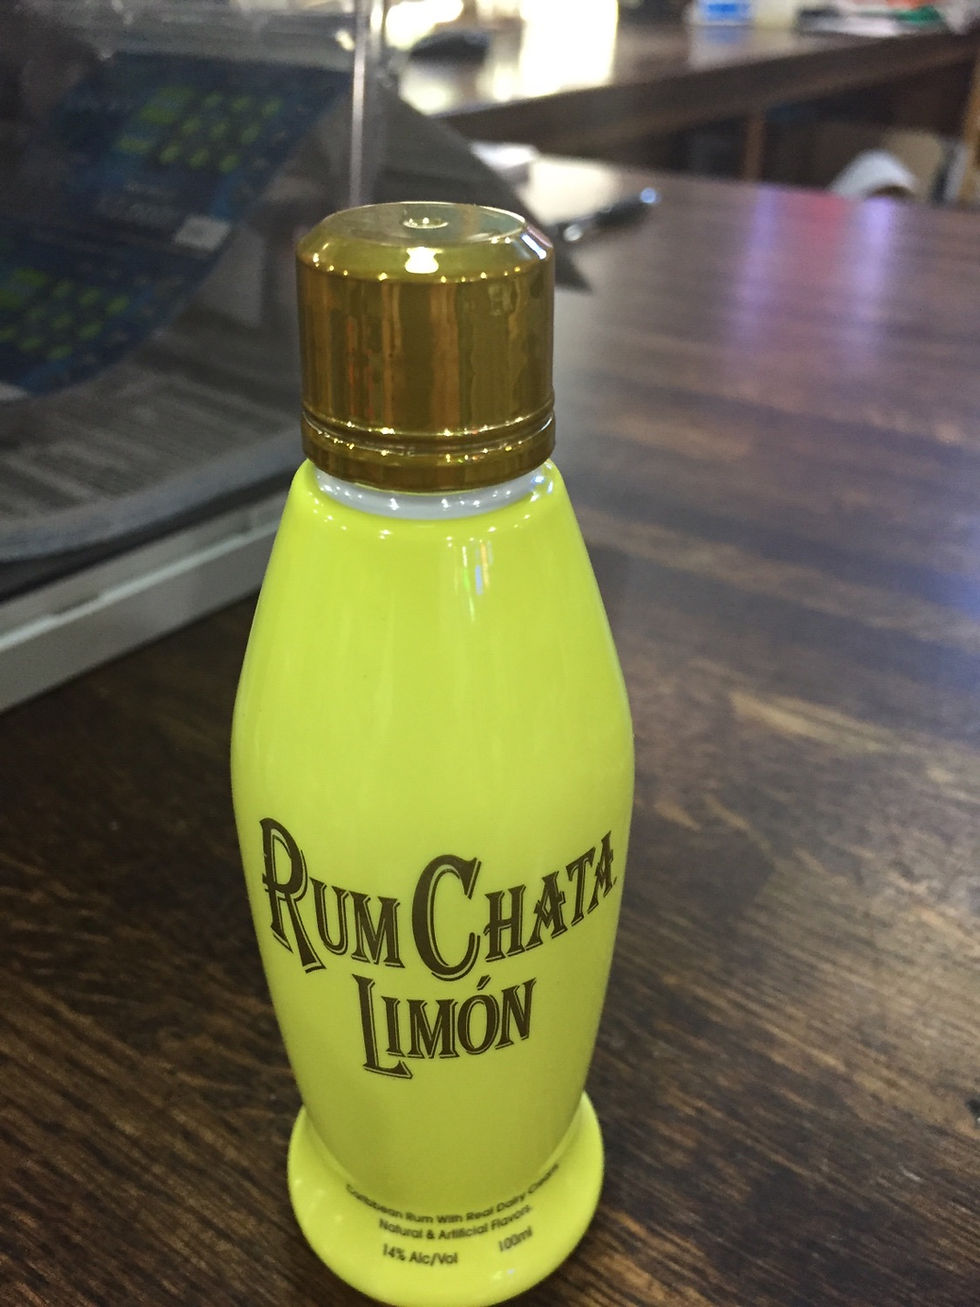 RUMCHATA
LIMÓN
Caribbean Rum With Real Dairy Cream,
Natural & Artificial Flavors.
14% Alc/Vol 100ml